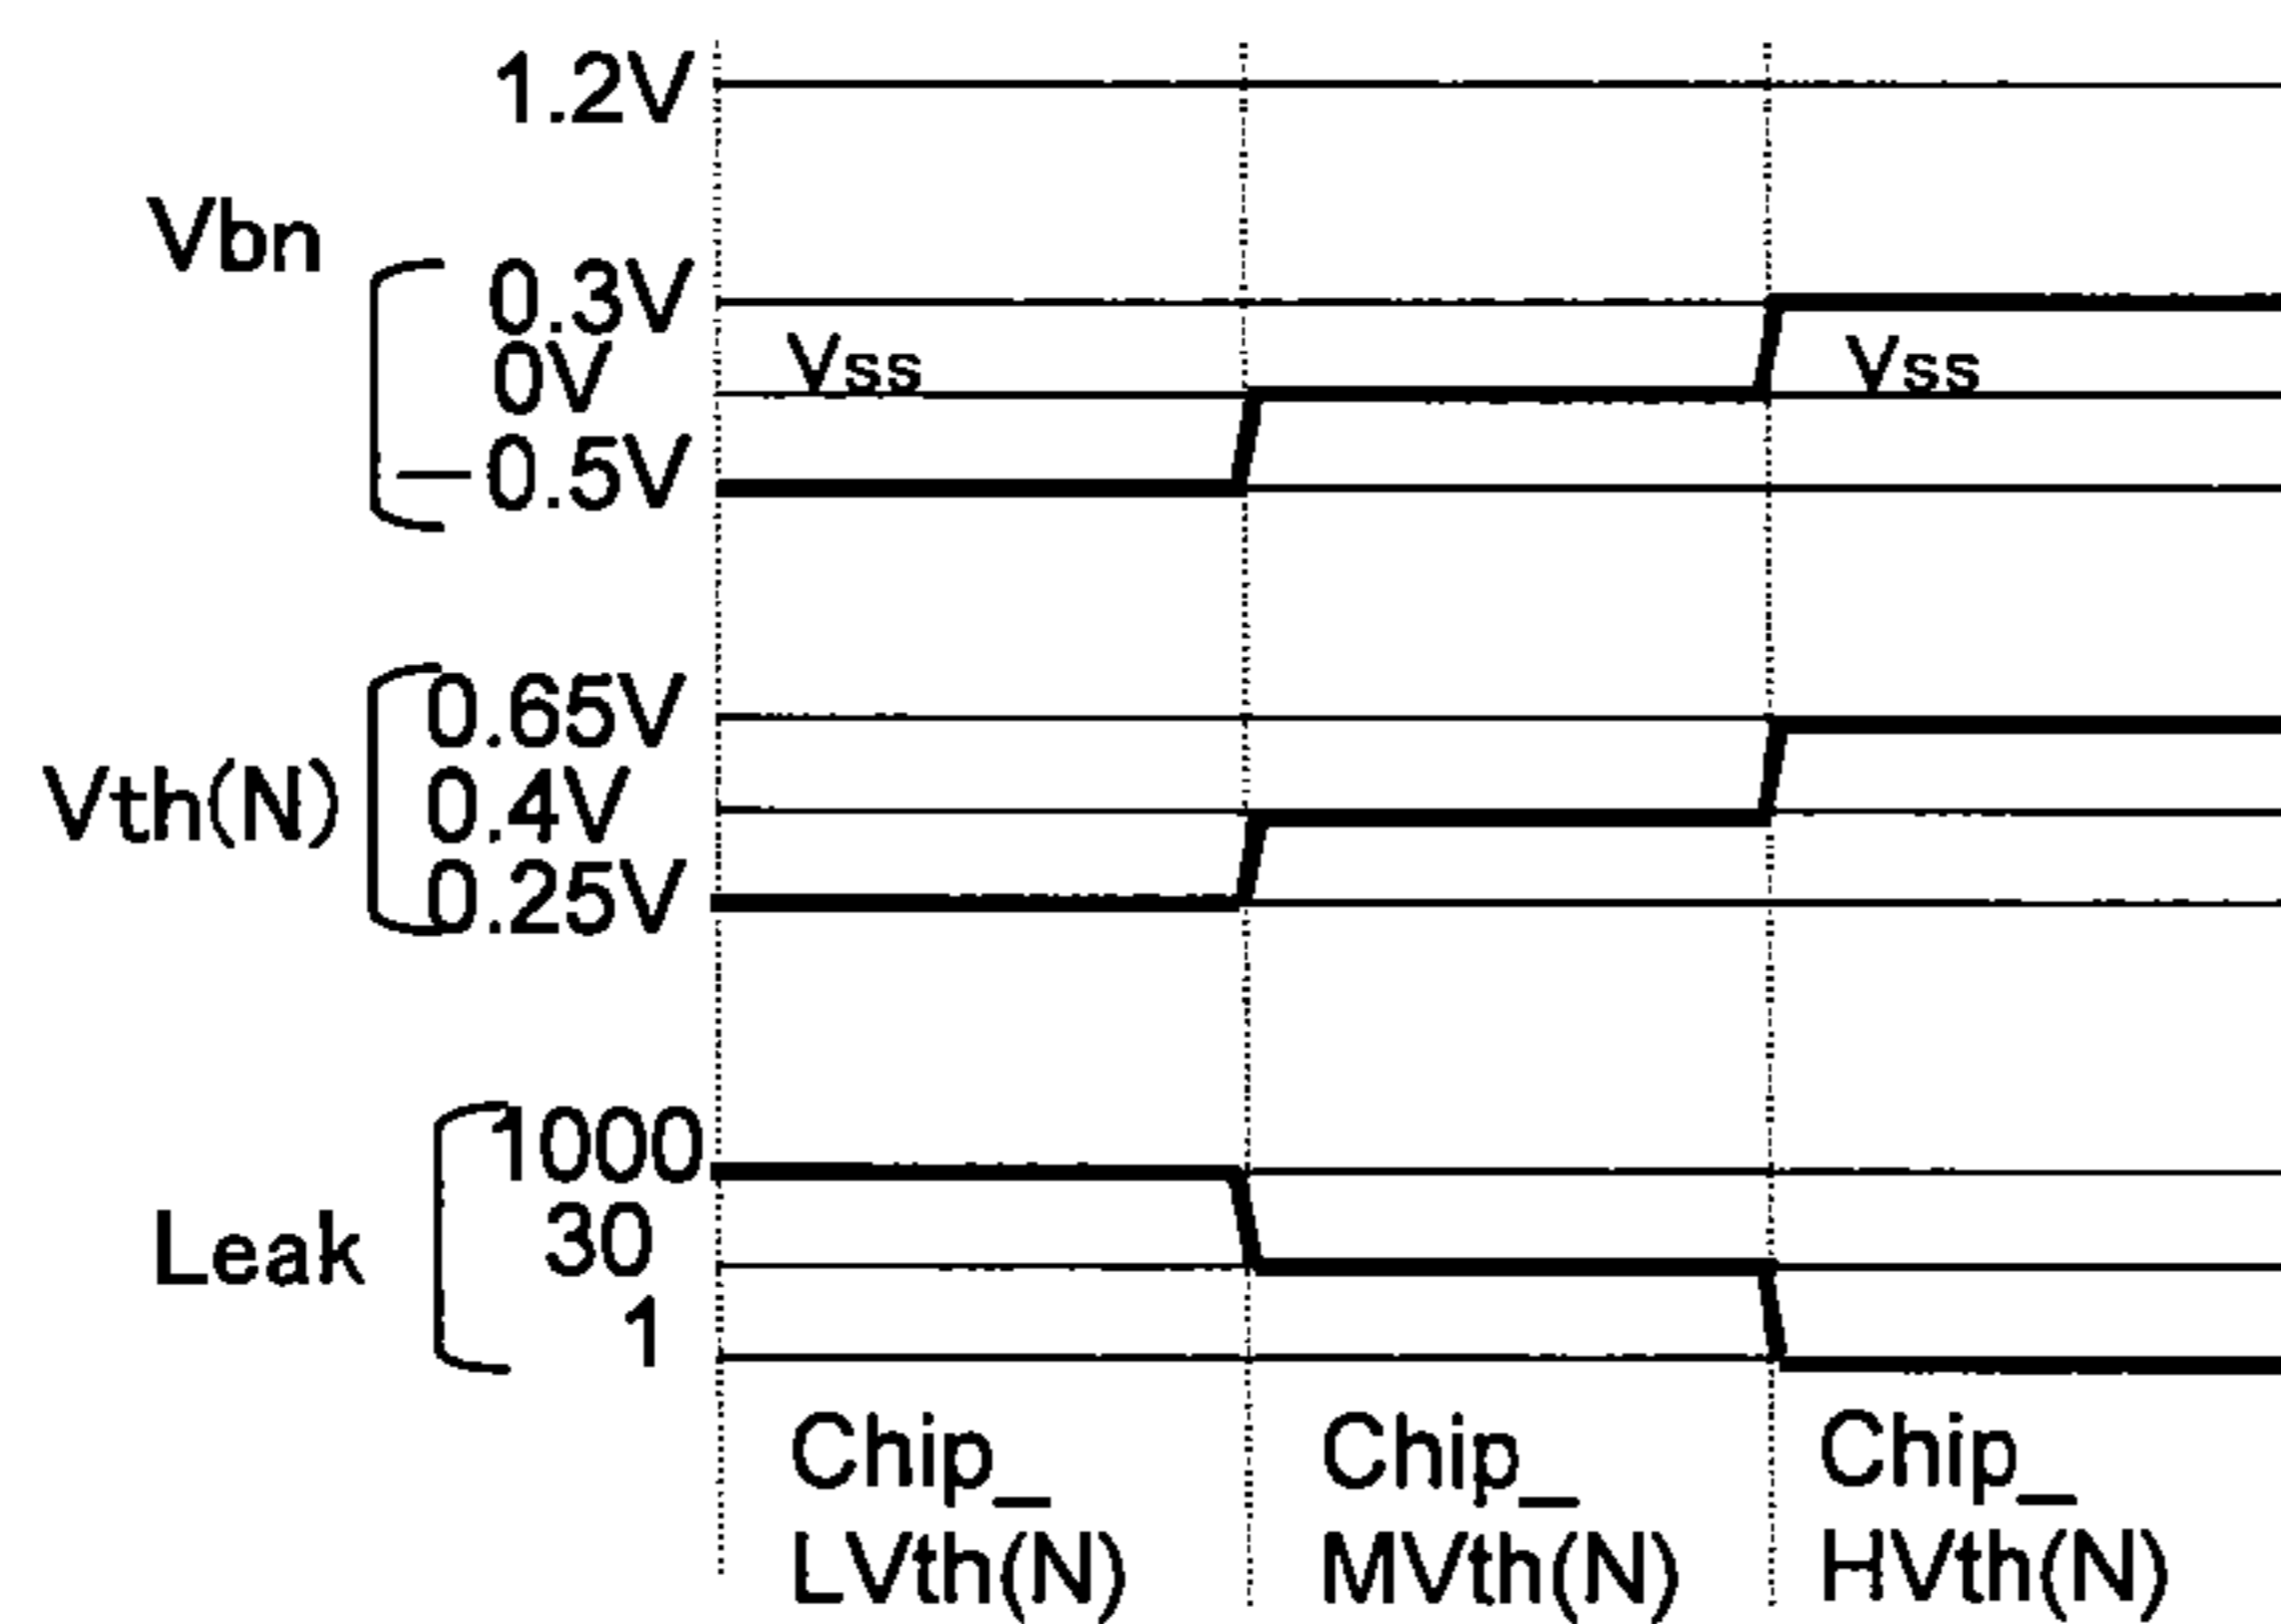 1.2V
Vbn
0.3V
0V
Vss
Vss
−0.5V
0.65V
Vth(N)
0.4V
0.25V
1000
Leak
30
1
Chip_
LVth(N)
Chip_
MVth(N)
Chip_
HVth(N)